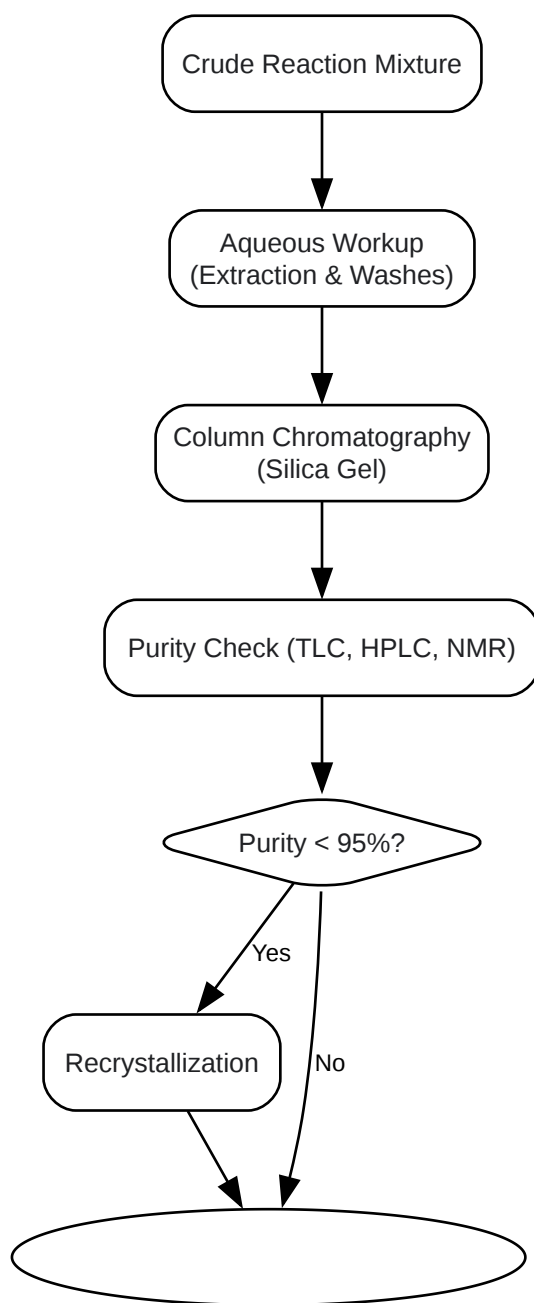 Crude Reaction Mixture
Aqueous Workup
(Extraction & Washes)
Column Chromatography
(Silica Gel)
Purity Check (TLC, HPLC, NMR)
Purity < 95%?
Yes
Recrystallization
No